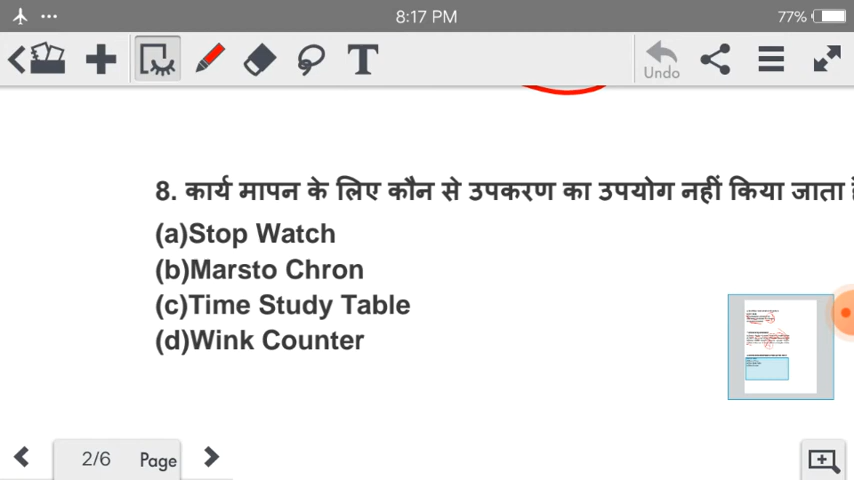 8:17 PM
77%
T
Undo
8. कार्य मापन के लिए कौन से उपकरण का उपयोग नहीं किया जाता
(a)Stop Watch
(b)Marsto Chron
(c)Time Study Table
(d)Wink Counter
2/6 Page